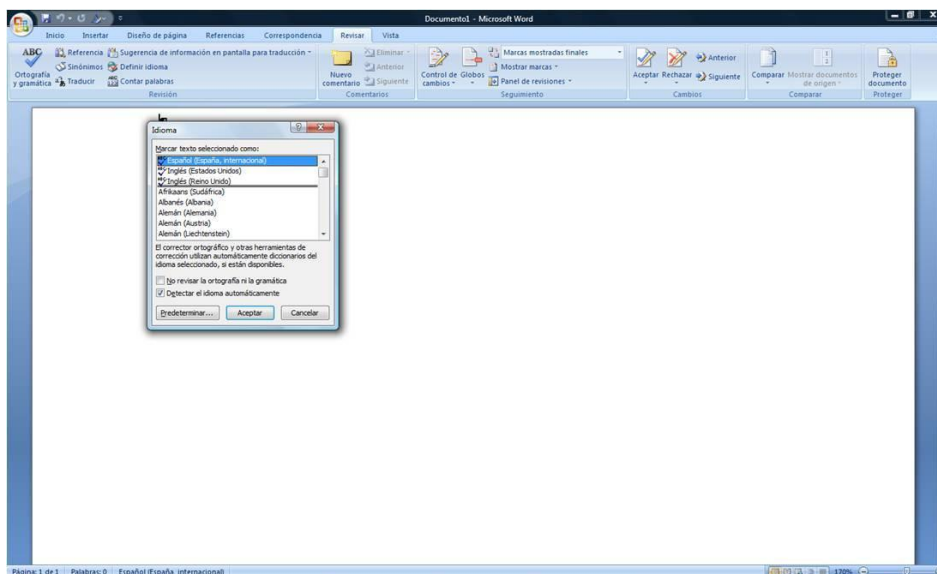 Documento1 - Microsoft Word
Inicio Insertar Diseño de página Referencias Correspondencia Revisar Vista
ABC Ortografía y gramática
Referencia
Sinónimos
Traducir
Sugerencia de información en pantalla para traducción
Definir idioma
Contar palabras
Revisión
Nuevo comentario
Eliminar
Anterior
Siguiente
Comentarios
Control de cambios
Globos
Marcas mostradas finales
Mostrar marcas
Panel de revisiones
Seguimiento
Aceptar
Rechazar
Anterior
Siguiente
Cambios
Comparar
Mostrar documentos de origen
Comparar
Proteger documento
Proteger
Idioma
Marcar texto seleccionado como:
Español (España, internacional)
Inglés (Estados Unidos)
Inglés (Reino Unido)
Afrikaans (Sudáfrica)
Albanés (Albania)
Alemán (Alemania)
Alemán (Austria)
Alemán (Liechtenstein)
El corrector ortográfico y otras herramientas de
corrección utilizan automáticamente diccionarios del
idioma seleccionado, si están disponibles.
No revisar la ortografía ni la gramática
Detectar el idioma automáticamente
Predeterminar... Aceptar Cancelar
Página: 1 de 1 Palabras: 0 Español (España, internacional) 170%